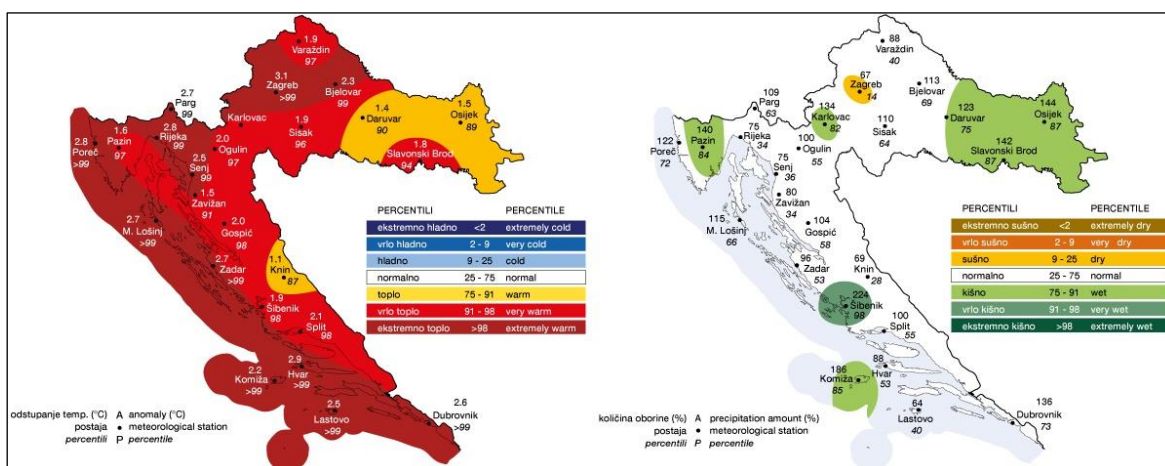 1.9
Varaždin
97
3.1
Zagreb
>99
2.3
Bjelovar
99
2.7
Parg
99
Karlovac
1.9
Sisak
96
1.4
Daruvar
90
1.5
Osijek
89
1.8
Slavonski Brod
94
1.6
Pazin
97
2.8
Rijeka
99
2.0
Ogulin
97
2.8
Poreč
>99
2.5
Senj
99
1.5
Zavižan
91
2.7
M. Lošinj
>99
2.0
Gospić
98
2.7
Zadar
>99
1.1
Knin
87
1.9
Šibenik
98
2.1
Split
98
2.9
Hvar
>99
2.2
Komiža
>99
2.5
Lastovo
>99
2.6
Dubrovnik
>99
PERCENTILI PERCENTILE
ekstremno hladno <2 extremely cold
vrlo hladno 2 - 9 very cold
hladno 9 - 25 cold
normalno 25 - 75 normal
toplo 75 - 91 warm
vrlo toplo 91 - 98 very warm
ekstremno toplo >98 extremely warm
odstupanje temp. (°C) A anomaly (°C)
postaja ● meteorological station
percentili P percentile
88
Varaždin
40
67
Zagreb
14
113
Bjelovar
69
109
Parg
63
134
Karlovac
82
110
Sisak
64
123
Daruvar
75
144
Osijek
87
142
Slavonski Brod
87
140
Pazin
84
75
Rijeka
34
100
Ogulin
55
122
Poreč
72
75
Senj
36
80
Zavižan
34
115
M. Lošinj
66
104
Gospić
58
96
Zadar
53
69
Knin
28
224
Šibenik
98
100
Split
55
88
Hvar
53
186
Komiža
85
64
Lastovo
40
136
Dubrovnik
73
PERCENTILI PERCENTILE
ekstremno sušno <2 extremely dry
vrlo sušno 2 - 9 very dry
sušno 9 - 25 dry
normalno 25 - 75 normal
kišno 75 - 91 wet
vrlo kišno 91 - 98 very wet
ekstremno kišno >98 extremely wet
količina oborine (%) A precipitation amount (%)
postaja ● meteorological station
percentili P percentile